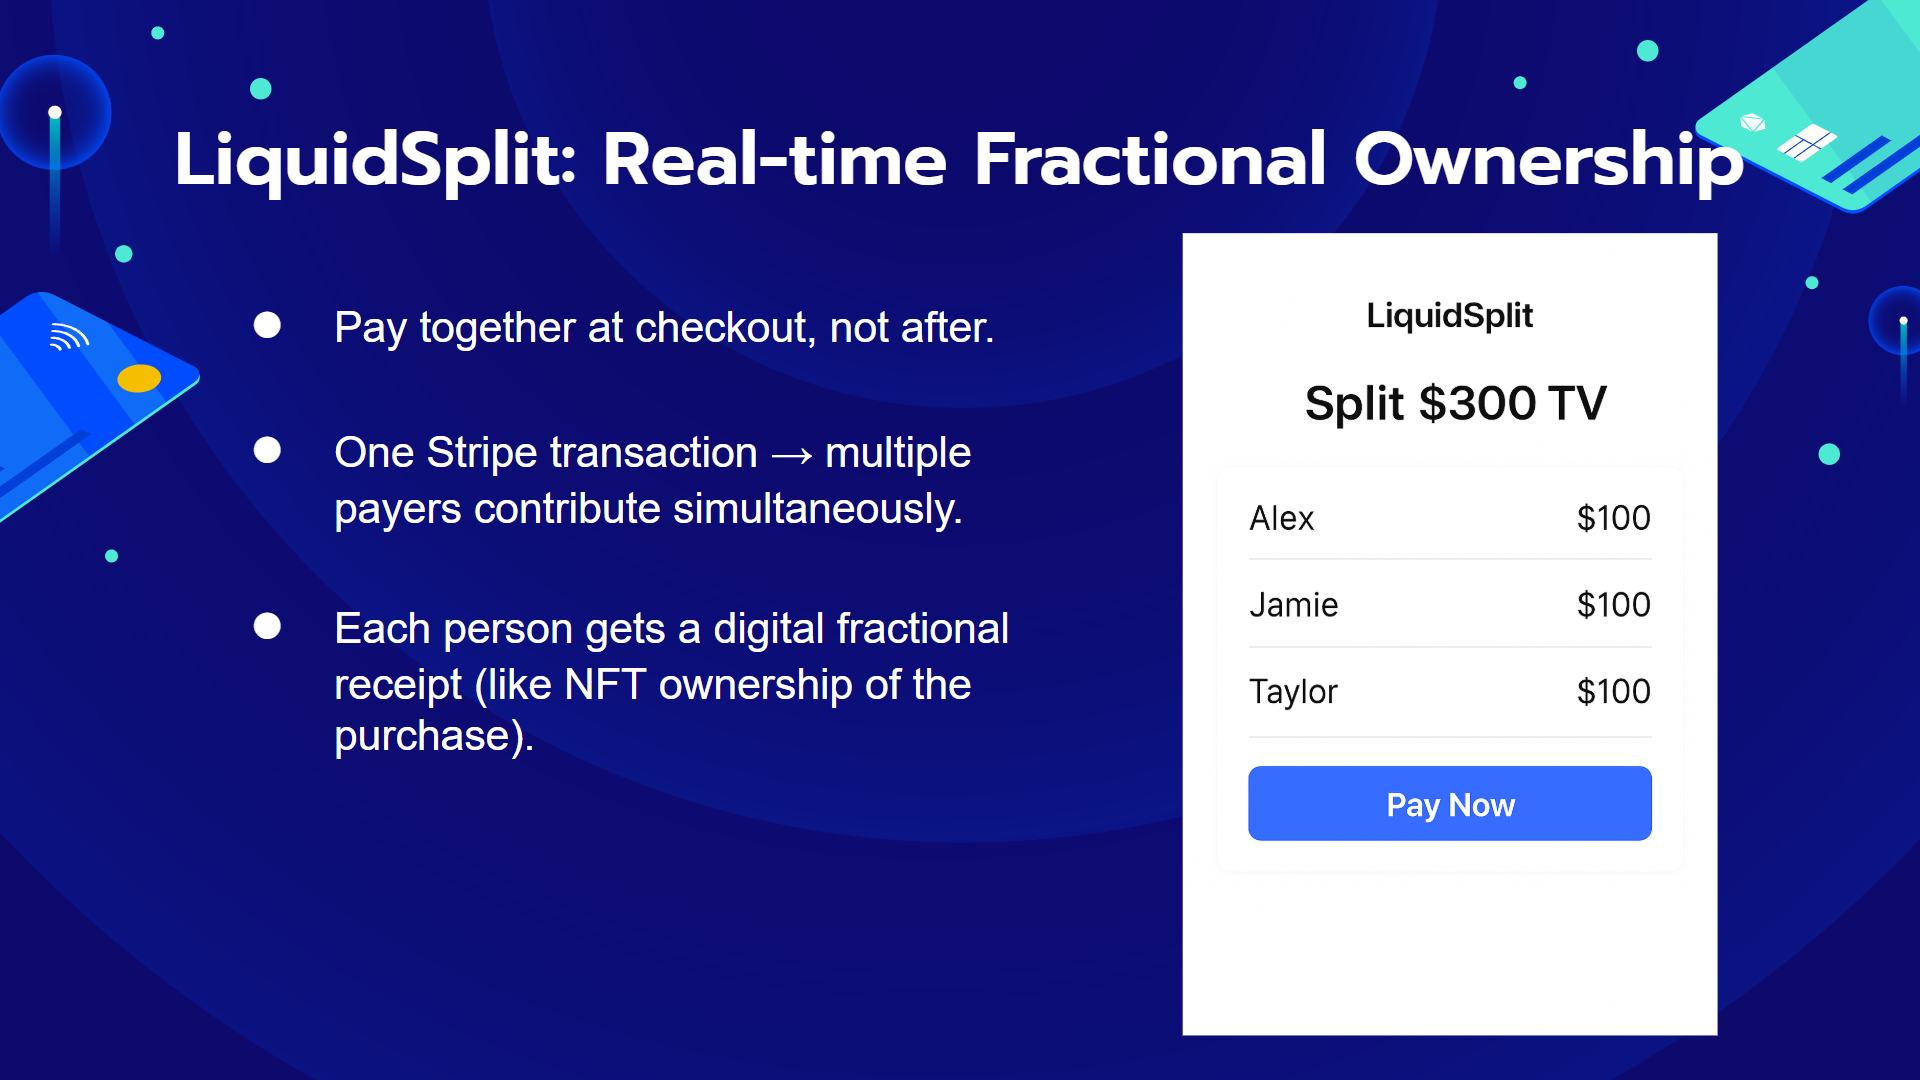 LiquidSplit: Real-time Fractional Ownership
● Pay together at checkout, not after.
● One Stripe transaction → multiple
payers contribute simultaneously.
● Each person gets a digital fractional
receipt (like NFT ownership of the
purchase).
LiquidSplit
Split $300 TV
Alex $100
Jamie $100
Taylor $100
Pay Now